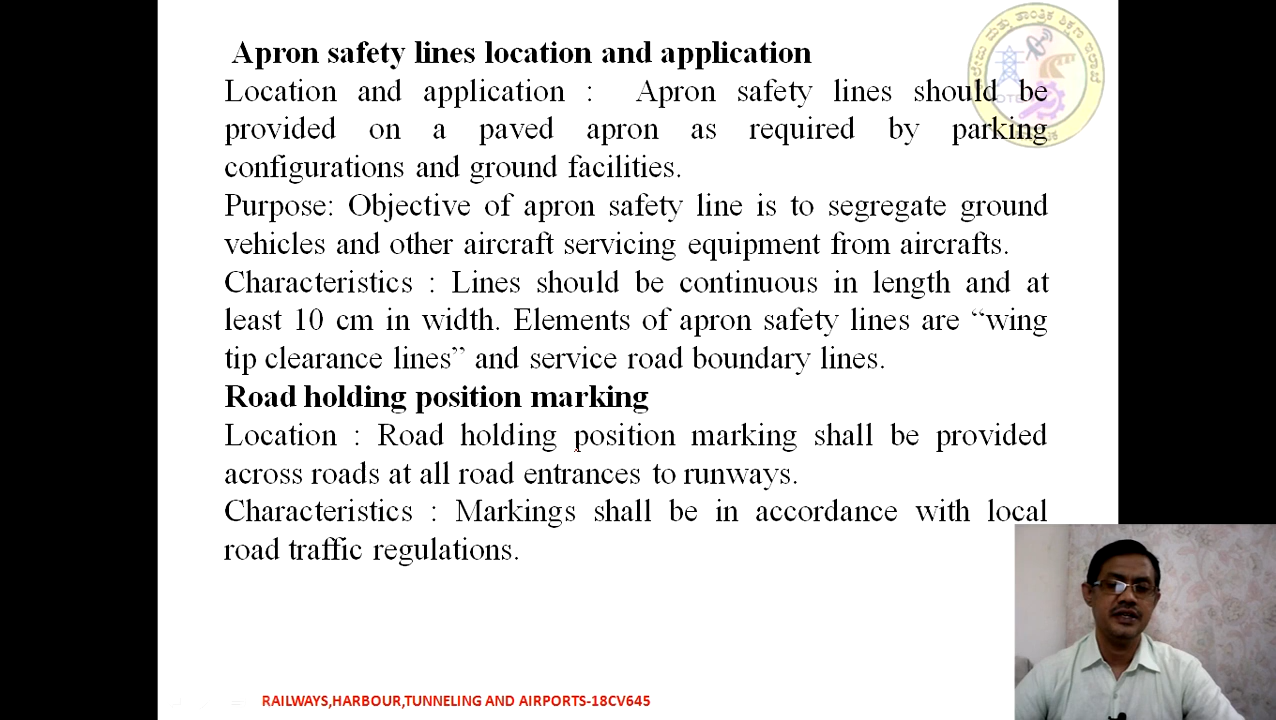 Apron safety lines location and application
Location and application : Apron safety lines should be
provided on a paved apron as required by parking
configurations and ground facilities.
Purpose: Objective of apron safety line is to segregate ground
vehicles and other aircraft servicing equipment from aircrafts.
Characteristics : Lines should be continuous in length and at
least 10 cm in width. Elements of apron safety lines are “wing
tip clearance lines” and service road boundary lines.
Road holding position marking
Location : Road holding position marking shall be provided
across roads at all road entrances to runways.
Characteristics : Markings shall be in accordance with local
road traffic regulations.
RAILWAYS,HARBOUR,TUNNELING AND AIRPORTS-18CV645